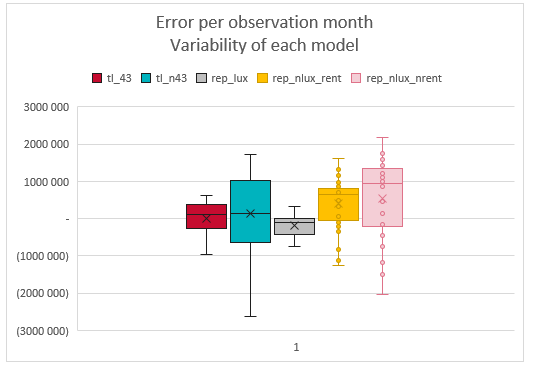 Error per observation month
Variability of each model
tl_43 tl_n43 rep_lux rep_nlux_rent rep_nlux_nrent
3000 000
2000 000
1000 000
-
(1000 000)
(2000 000)
(3000 000)
1